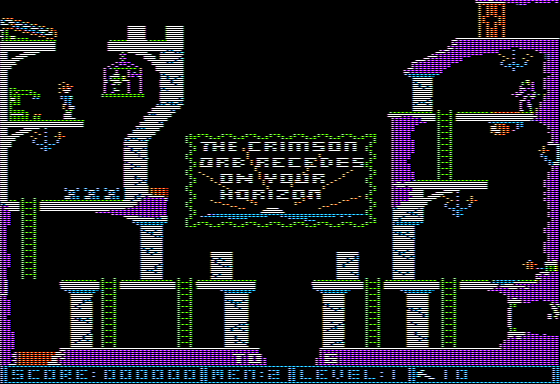 THE CRIMSON
ORB RECEDES
ON YOUR
HORIZON
SCORE:000000 MEN:2 LEVEL:1 10